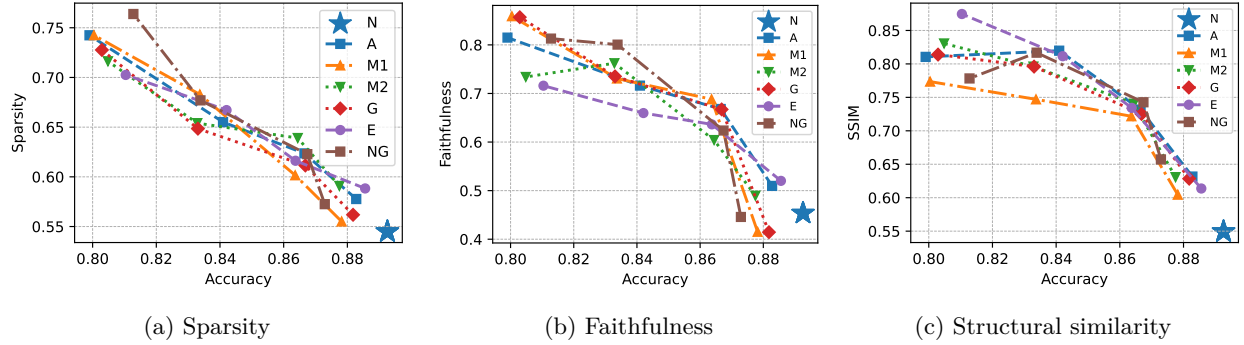 Sparsity
0.75
0.70
0.65
0.60
0.55
0.80
0.82
0.84
0.86
0.88
Accuracy
N
A
M1
M2
G
E
NG
(a) Sparsity
Faithfulness
0.8
0.7
0.6
0.5
0.4
0.80
0.82
0.84
0.86
0.88
Accuracy
N
A
M1
M2
G
E
NG
(b) Faithfulness
SSIM
0.85
0.80
0.75
0.70
0.65
0.60
0.55
0.80
0.82
0.84
0.86
0.88
Accuracy
N
A
M1
M2
G
E
NG
(c) Structural similarity